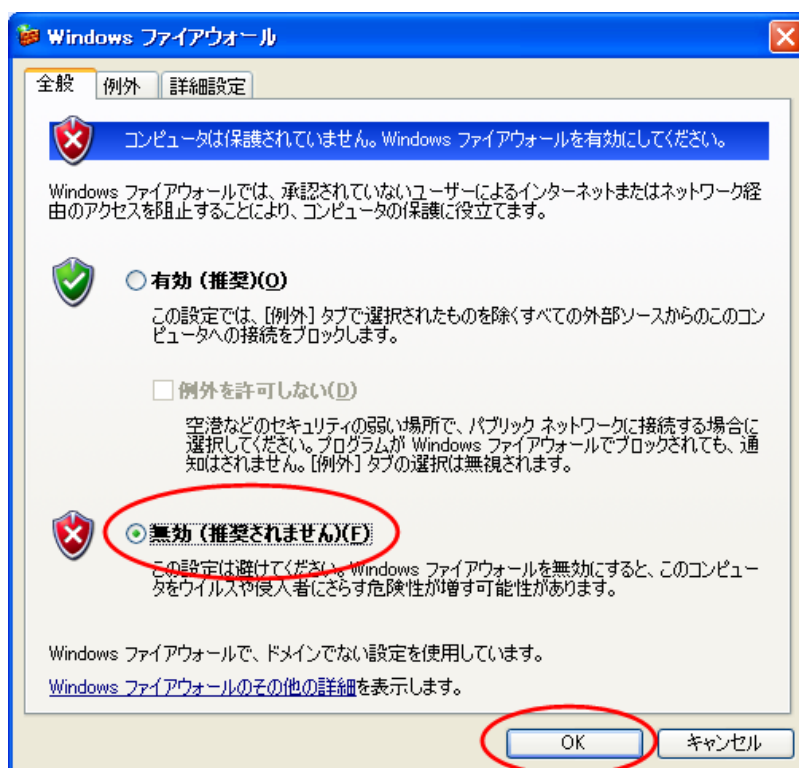 Windows ファイアウォール
全般 例外 詳細設定
コンピュータは保護されていません。Windows ファイアウォールを有効にしてください。
Windows ファイアウォールでは、承認されていないユーザーによるインターネットまたはネットワーク経
由のアクセスを阻止することにより、コンピュータの保護に役立てます。
有効 (推奨)(O)
この設定では、[例外] タブで選択されたものを除くすべての外部ソースからのこのコン
ピュータへの接続をブロックします。
例外を許可しない(D)
空港などのセキュリティの弱い場所で、パブリック ネットワークに接続する場合に
選択してください。プログラムが Windows ファイアウォールでブロックされても、通
知はされません。[例外] タブの選択は無視されます。
無効 (推奨されません)(F)
この設定は避けてください。Windows ファイアウォールを無効にすると、このコンピュー
タをウイルスや侵入者にさらす危険性が増す可能性があります。
Windows ファイアウォールで、ドメインでない設定を使用しています。
Windows ファイアウォールのその他の詳細を表示します。
OK キャンセル